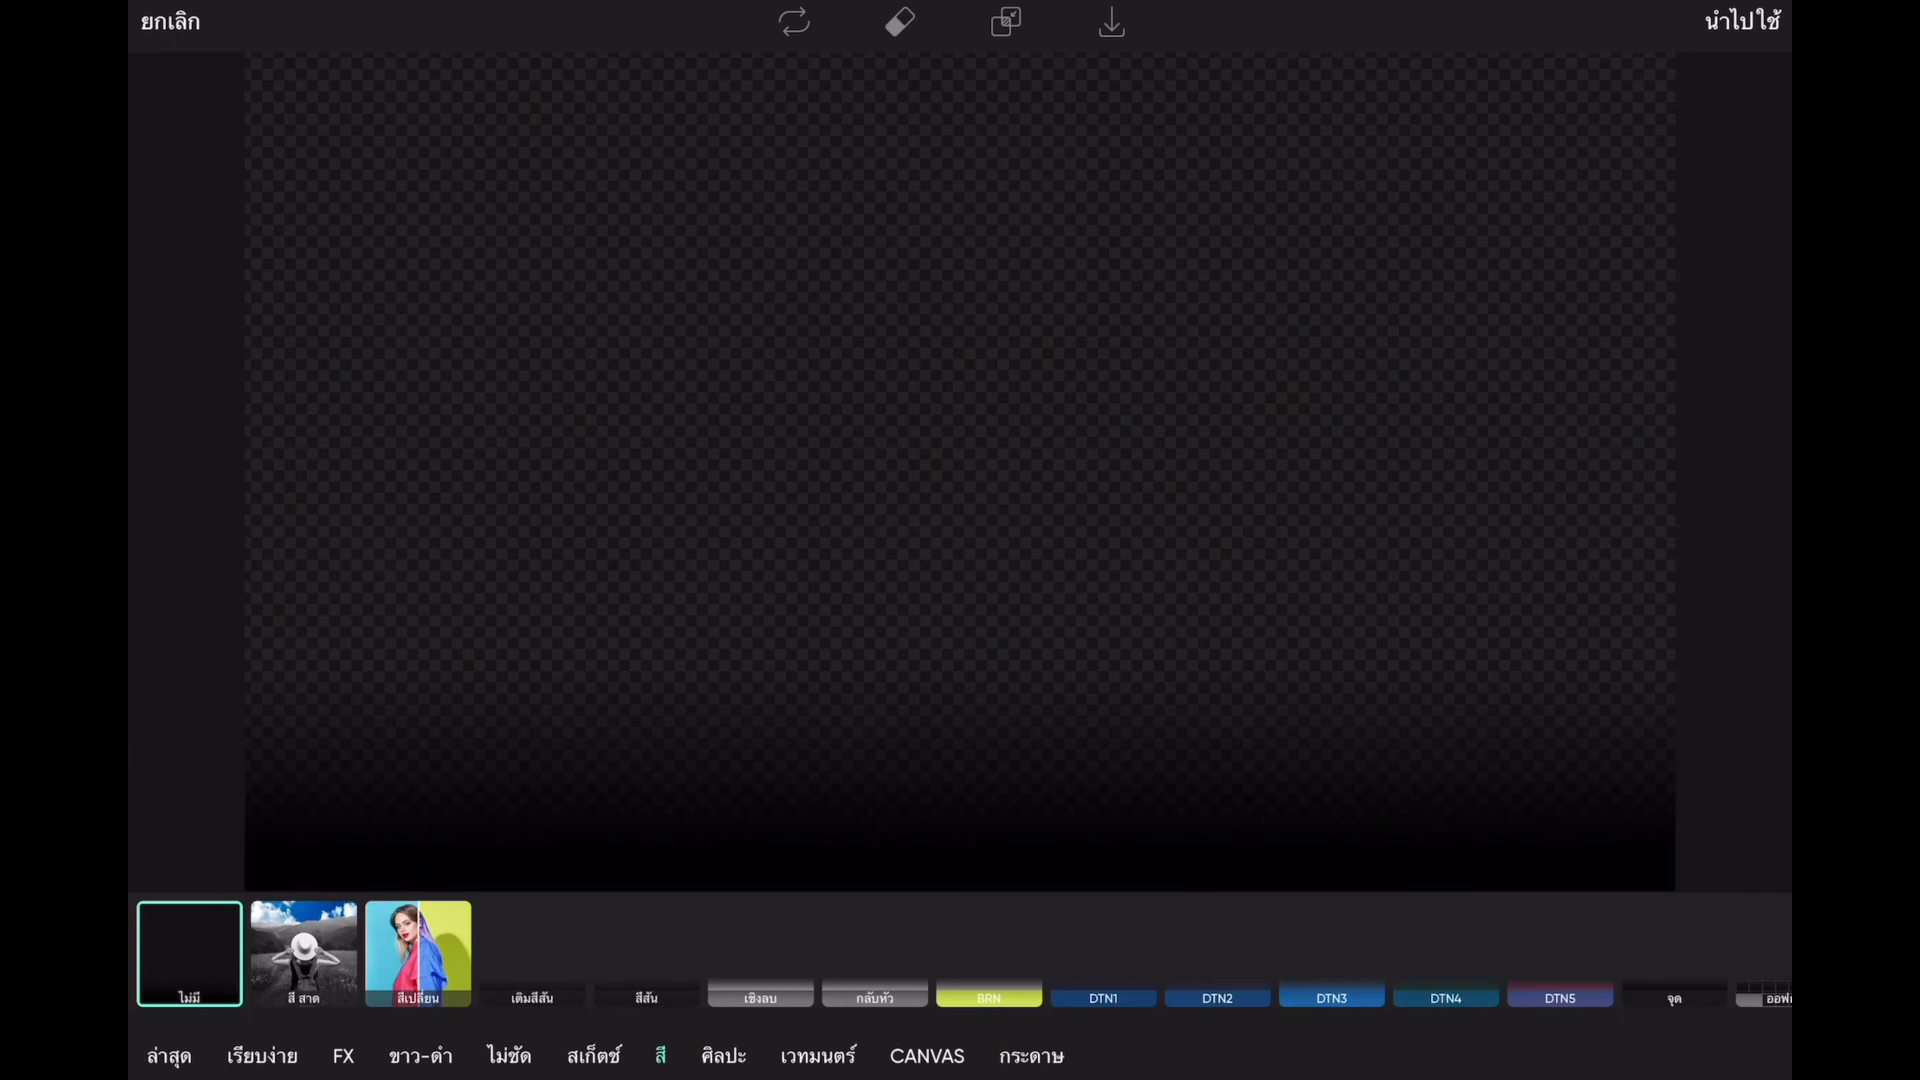 ยกเลิก
นำไปใช้
ไม่มี
สี สาด
สีเปลี่ยน
เติมสีสัน
สีสัน
เชิงลบ
กลับหัว
BRN
DTN1
DTN2
DTN3
DTN4
DTN5
จุด
ล่าสุด
เรียบง่าย
FX
ขาว-ดำ
ไม่ชัด
สเก็ตช์
สี
ศิลปะ
เวทมนตร์
CANVAS
กระดาษ